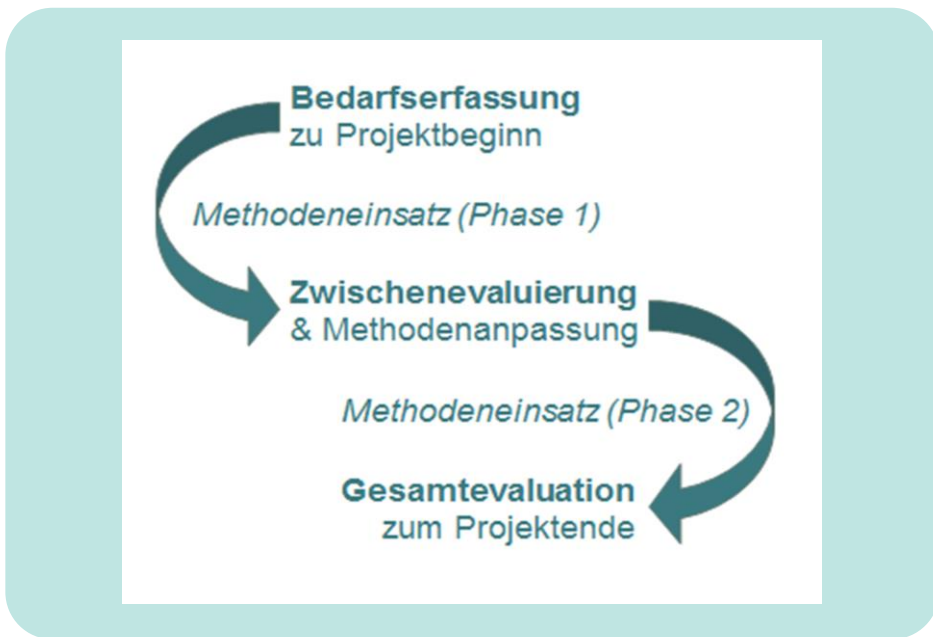 Bedarfserfassung
zu Projektbeginn
Methodeneinsatz (Phase 1)
Zwischenevaluierung
& Methodenanpassung
Methodeneinsatz (Phase 2)
Gesamtevaluation
zum Projektende